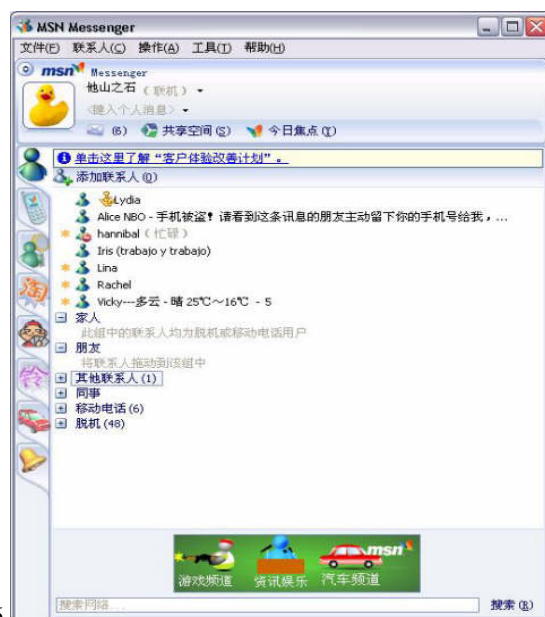 MSN Messenger
文件(F) 联系人(C) 操作(A) 工具(T) 帮助(H)
msn Messenger
他山之石 (联机)
<键入个人消息>
(6) 共享空间(S) 今日焦点(Y)
单击这里了解“客户体验改善计划”。
添加联系人(D)
Lydia
Alice NBO - 手机被盗! 请看到这条讯息的朋友主动留下你的手机号给我，...
hannibal (忙碌)
Iris (trabajo y trabajo)
Lina
Rachel
Vicky---多云 - 晴 25℃～16℃ - 5
家人
此组中的联系人均为脱机或移动电话用户
朋友
将联系人拖动到该组中
其他联系人 (1)
同事
移动电话 (6)
脱机 (48)
淘
铃
msn
游戏频道 资讯娱乐 汽车频道
搜索网络... 搜索(R)